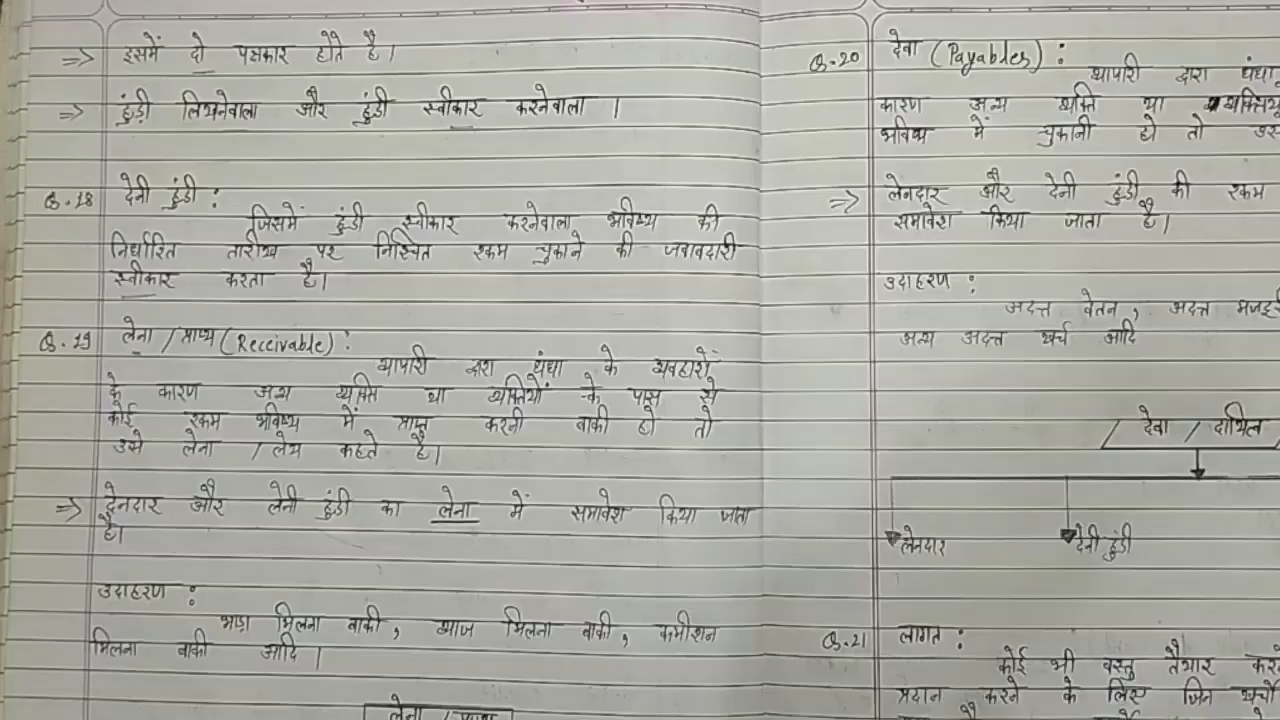 => इसमें दो पक्षकार होते है।
=> हुंड़ी लिखनेवाला और हुंडी स्वीकार करनेवाला ।
Q.18 देनी हुंडी :
जिसमें हुंडी स्वीकार करनेवाला भविष्य की
निर्धारित तारीख पर निश्चित रकम चुकाने की जवाबदारी
स्वीकार करता है।
Q.19 लेना / प्राप्य (Receivable) :
व्यापारी द्वारा धंधा के व्यवहारों
के कारण अन्य व्यक्ति या व्यक्तियों के पास से
कोई रकम भविष्य में प्राप्त करनी बाकी हो तो
उसे लेना / लेय कहते है।
=> देनदार और लेनी हुंडी का लेना में समावेश किया जाता
है।
उदाहरण :
भाड़ा मिलना बाकी, ब्याज मिलना बाकी, कमीशन
मिलना बाकी आदि ।
लेना /
Q.20 देवा (Payables) :
व्यापारी द्वारा धंधा
कारण अन्य व्यक्ति या
भविष्य में चुकानी हो तो
=> लेनदार और देनी हुंडी की रकम
समावेश किया जाता है।
उदाहरण :
अदत्त वेतन, अदत्त
अन्य अदत्त खर्च आदि
देवा /
लेनदार देनी हुंडी
Q.21 लागत :
कोई भी वस्तु तैयार
प्रदान करने के लिए जिन